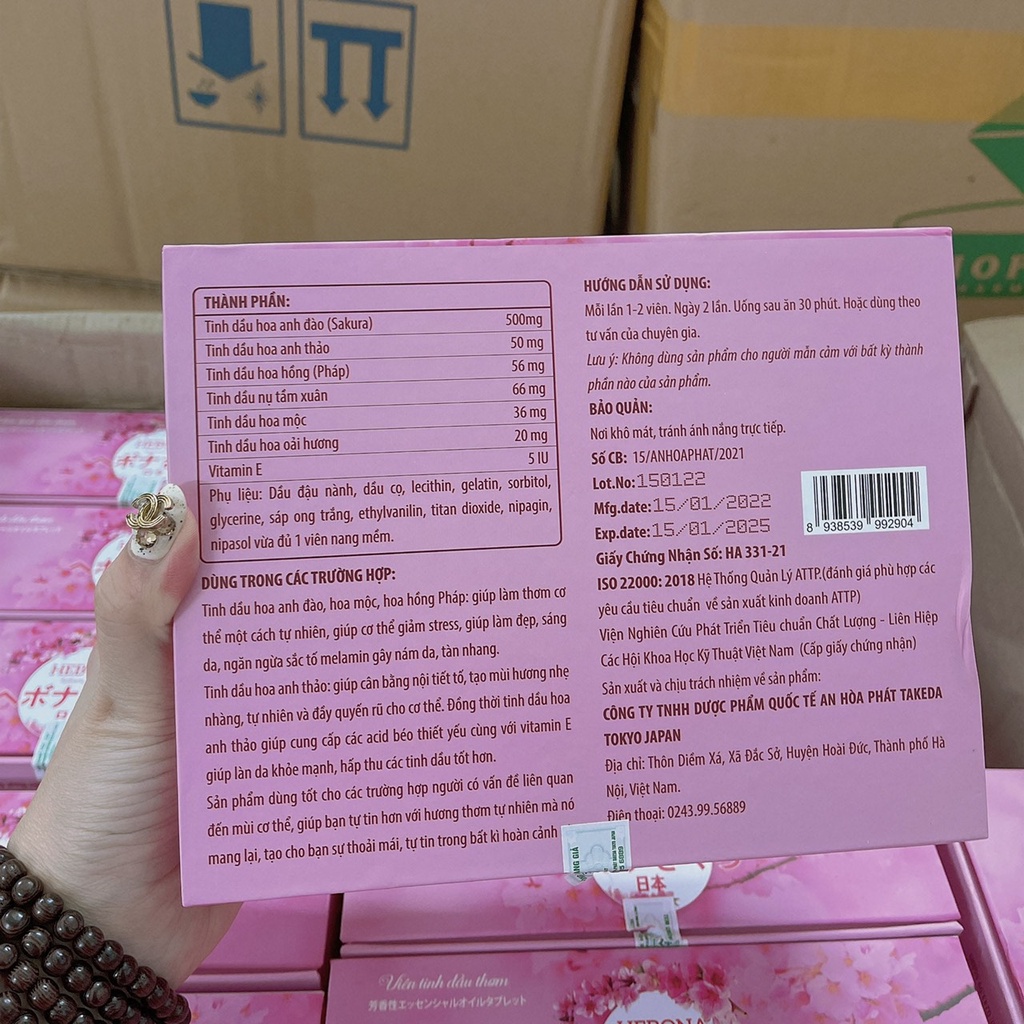 THÀNH PHẦN:
Tinh dầu hoa anh đào (Sakura) 500mg
Tinh dầu hoa anh thảo 50 mg
Tinh dầu hoa hồng (Pháp) 56 mg
Tinh dầu nụ tầm xuân 66 mg
Tinh dầu hoa mộc 36 mg
Tinh dầu hoa oải hương 20 mg
Vitamin E 5 IU
Phụ liệu: Dầu đậu nành, dầu cọ, lecithin, gelatin, sorbitol,
glycerine, sáp ong trắng, ethylvanilin, titan dioxide, nipagin,
nipasol vừa đủ 1 viên nang mềm.
DÙNG TRONG CÁC TRƯỜNG HỢP:
Tinh dầu hoa anh đào, hoa mộc, hoa hồng Pháp: giúp làm thơm cơ
thể một cách tự nhiên, giúp cơ thể giảm stress, giúp làm đẹp, sáng
da, ngăn ngừa sắc tố melamin gây nám da, tàn nhang.
Tinh dầu hoa anh thảo: giúp cân bằng nội tiết tố, tạo mùi hương nhẹ
nhàng, tự nhiên và đầy quyến rũ cho cơ thể. Đồng thời tinh dầu hoa
anh thảo giúp cung cấp các acid béo thiết yếu cùng với vitamin E
giúp làn da khỏe mạnh, hấp thu các tinh dầu tốt hơn.
Sản phẩm dùng tốt cho các trường hợp người có vấn đề liên quan
đến mùi cơ thể, giúp bạn tự tin hơn với hương thơm tự nhiên mà nó
mang lại, tạo cho bạn sự thoải mái, tự tin trong bất kì hoàn cảnh
HƯỚNG DẪN SỬ DỤNG:
Mỗi lần 1-2 viên. Ngày 2 lần. Uống sau ăn 30 phút. Hoặc dùng theo
tư vấn của chuyên gia.
Lưu ý: Không dùng sản phẩm cho người mẫn cảm với bất kỳ thành
phần nào của sản phẩm.
BẢO QUẢN:
Nơi khô mát, tránh ánh nắng trực tiếp.
Số CB: 15/ANHOAPHAT/2021
Lot.No:150122
Mfg.date:15/01/2022
Exp.date:15/01/2025
8 938539 992904
Giấy Chứng Nhận Số: HA 331-21
ISO 22000: 2018 Hệ Thống Quản Lý ATTP.(đánh giá phù hợp các
yêu cầu tiêu chuẩn về sản xuất kinh doanh ATTP)
Viện Nghiên Cứu Phát Triển Tiêu chuẩn Chất Lượng - Liên Hiệp
Các Hội Khoa Học Kỹ Thuật Việt Nam (Cấp giấy chứng nhận)
Sản xuất và chịu trách nhiệm về sản phẩm:
CÔNG TY TNHH DƯỢC PHẨM QUỐC TẾ AN HÒA PHÁT TAKEDA
TOKYO JAPAN
Địa chỉ: Thôn Diềm Xá, Xã Đắc Sở, Huyện Hoài Đức, Thành phố Hà
Nội, Việt Nam.
Điện thoại: 0243.99.56889
日本
Viên tinh dầu thơm
芳香性エッセンシャルオイルタブレット